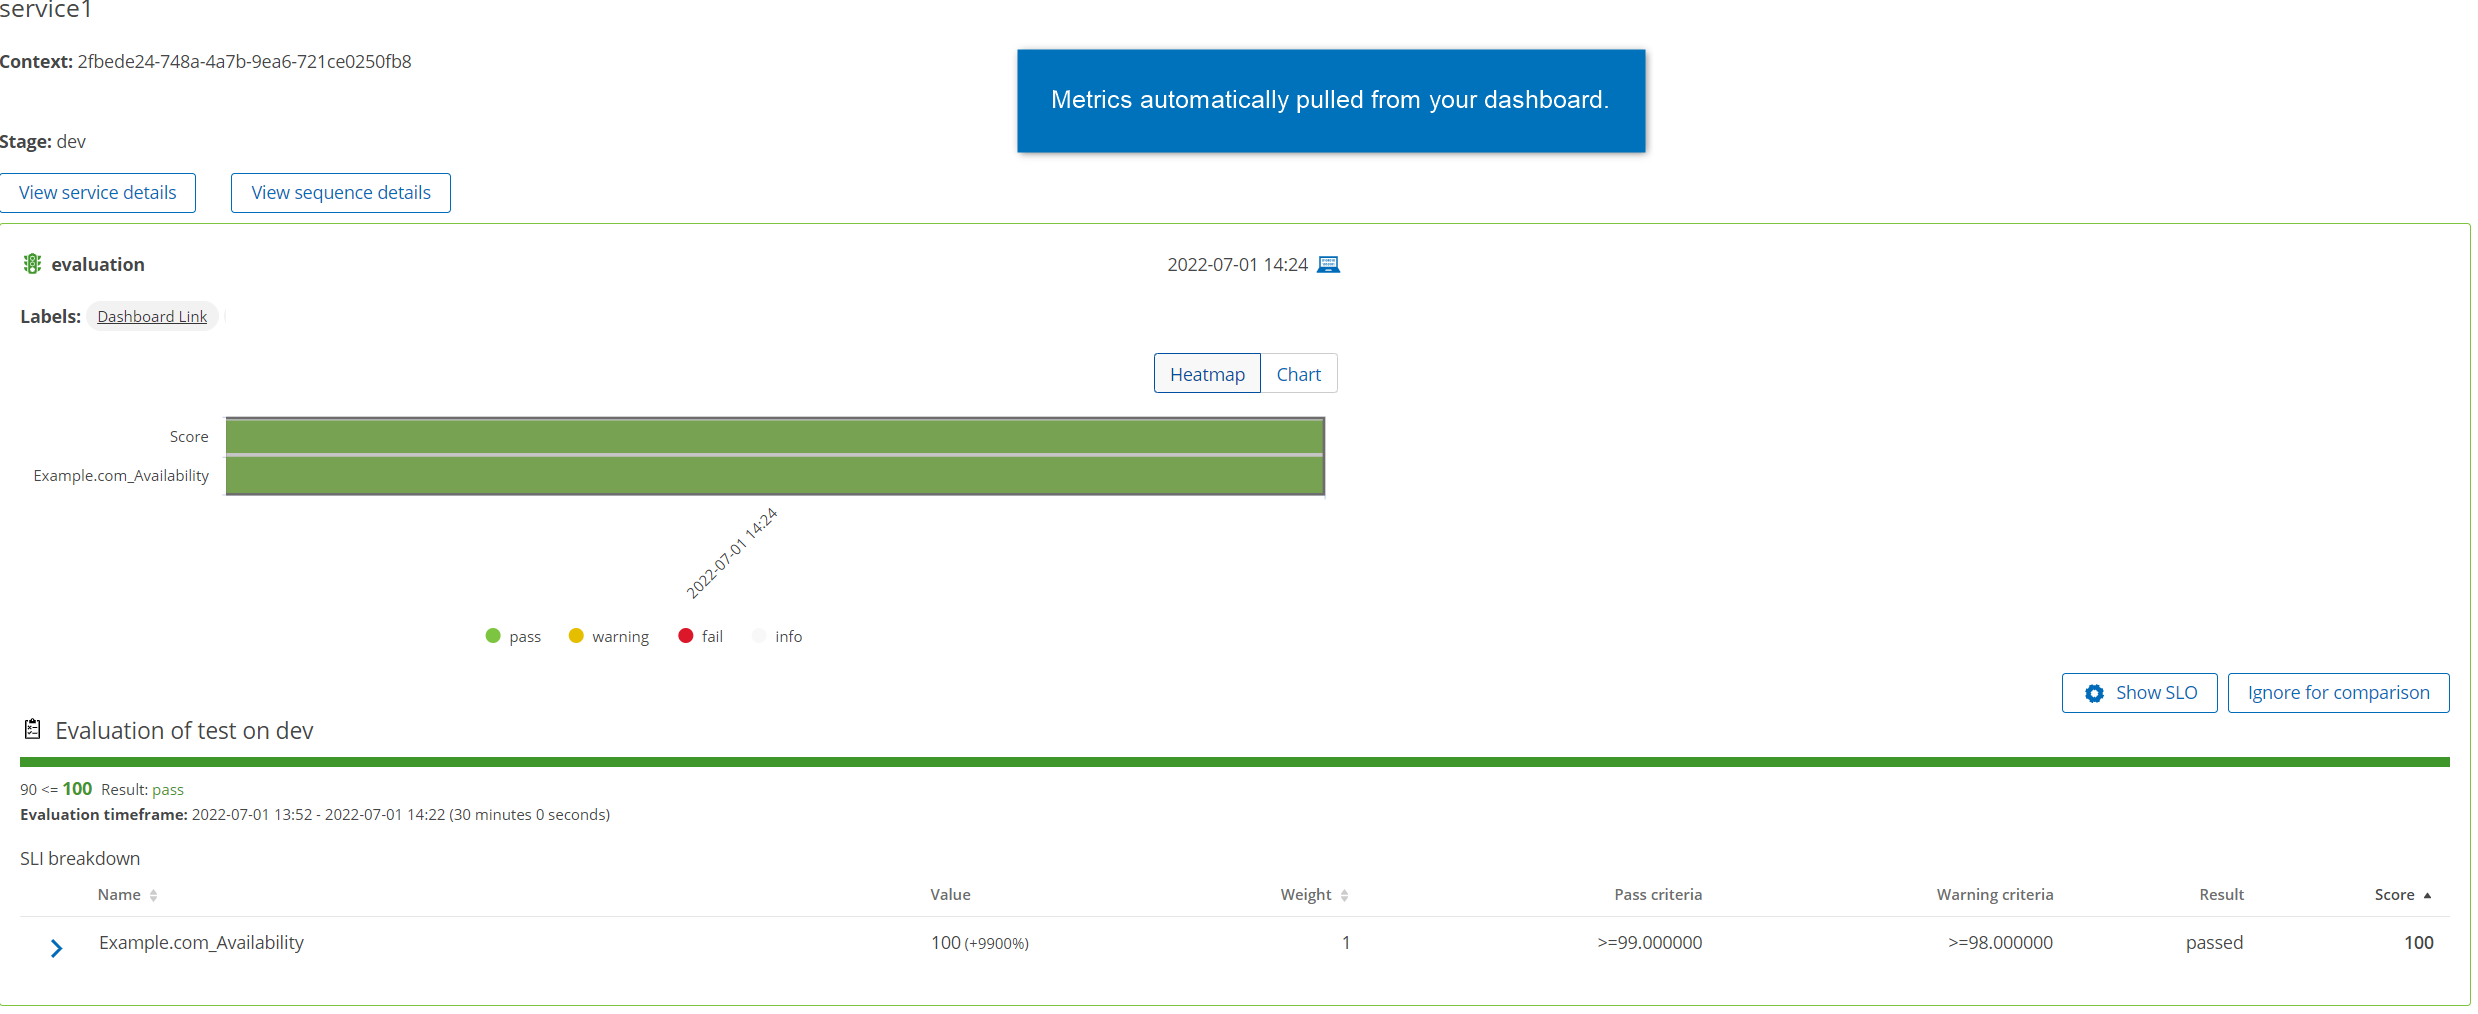 service1
Context: 2fbede24-748a-4a7b-9ea6-721ce0250fb8
Metrics automatically pulled from your dashboard.
Stage: dev
View service details
View sequence details
evaluation
2022-07-01 14:24
Labels: Dashboard Link
Heatmap
Chart
Score
Example.com_Availability
2022-07-01 14:24
pass
warning
fail
info
Show SLO
Ignore for comparison
Evaluation of test on dev
90 <= 100 Result: pass
Evaluation timeframe: 2022-07-01 13:52 - 2022-07-01 14:22 (30 minutes 0 seconds)
SLI breakdown
Name Value Weight Pass criteria Warning criteria Result Score
Example.com_Availability 100 (+9900%) 1 >=99.000000 >=98.000000 passed 100